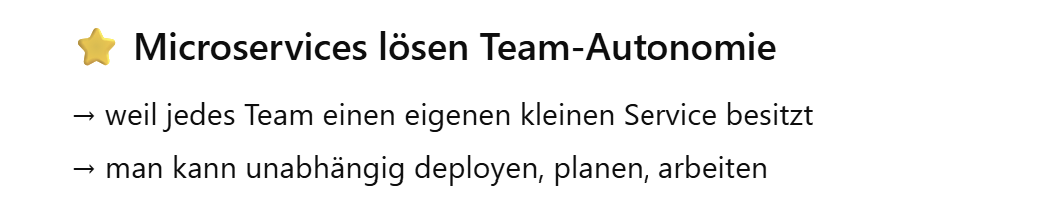 ⭐ Microservices lösen Team-Autonomie
→ weil jedes Team einen eigenen kleinen Service besitzt
→ man kann unabhängig deployen, planen, arbeiten